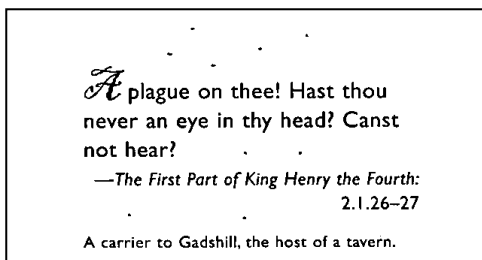 A plague on thee! Hast thou
never an eye in thy head? Canst
not hear?
—The First Part of King Henry the Fourth:
2.1.26–27
A carrier to Gadshill, the host of a tavern.